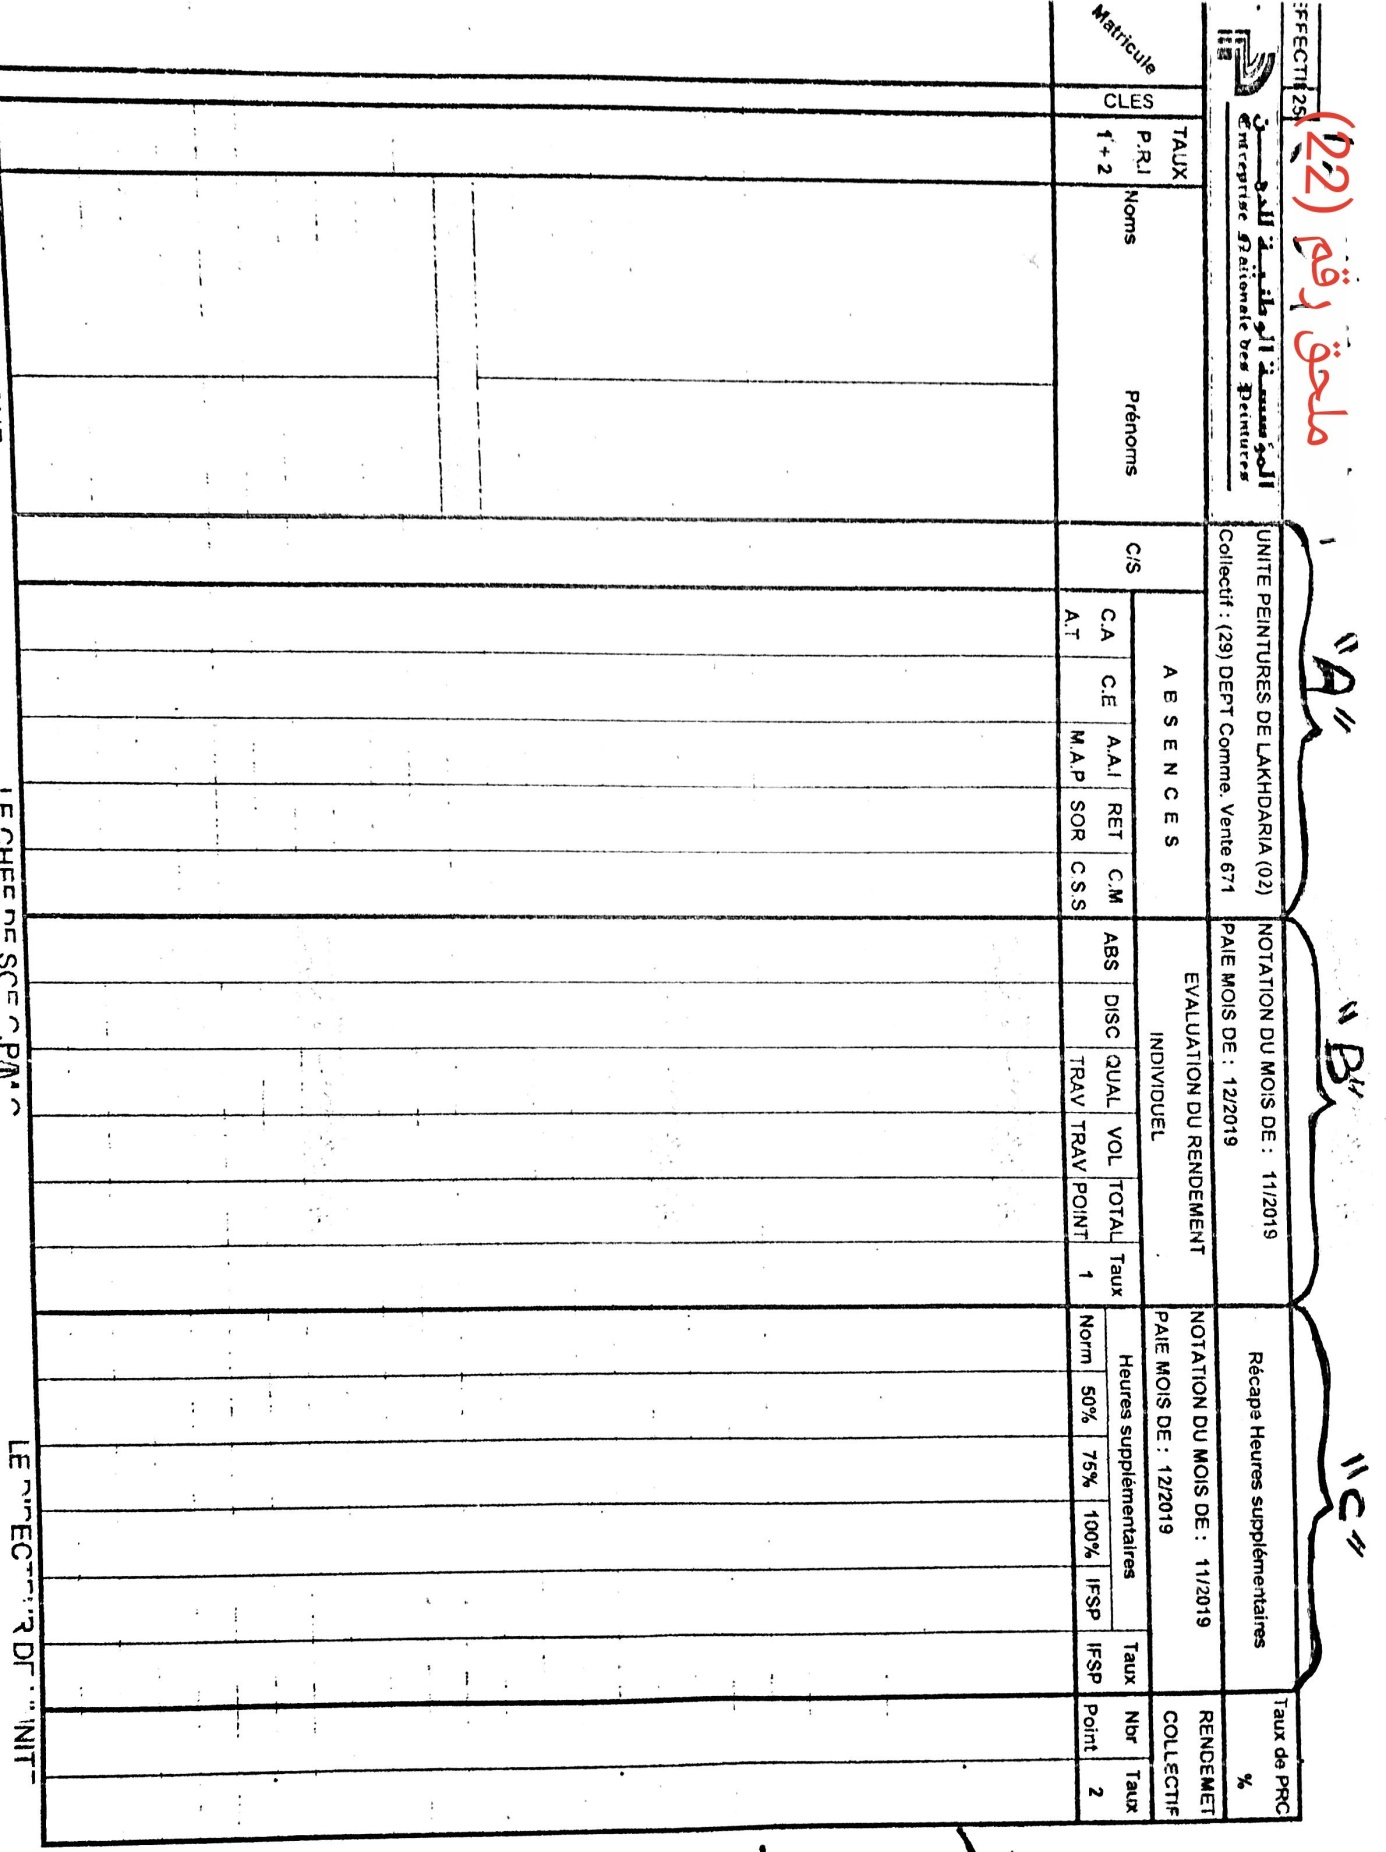 ملحق رقم (22)
"A" "B" "C"
المؤسسة الوطنية للدهن
Entreprise Nationale des Peintures
UNITE PEINTURES DE LAKHDARIA (02)
Collectif : (29) DEPT Comme. Vente 671
NOTATION DU MOIS DE : 11/2019
PAIE MOIS DE : 12/2019
Récape Heures supplémentaires
Taux de PRC
%
Matricule
CLES
TAUX
P.R.I
1 + 2
Noms
Prénoms
C/S
A B S E N C E S
EVALUATION DU RENDEMENT
INDIVIDUEL
NOTATION DU MOIS DE : 11/2019
PAIE MOIS DE : 12/2019
RENDEMET
COLLECTIF
C.A C.E A.A.I RET C.M
A.T M.A.P SOR C.S.S
ABS DISC QUAL VOL TOTAL Taux
TRAV TRAV POINT 1
Heures supplémentaires
Taux
Nbr Taux
Norm 50% 75% 100% IFSP IFSP Point 2